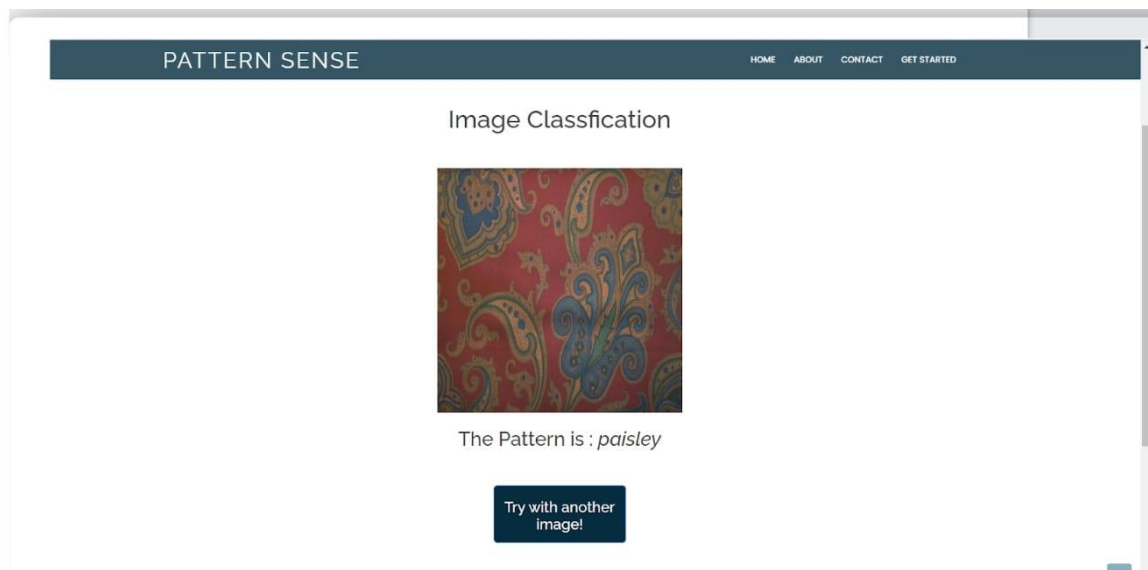 PATTERN SENSE
HOME ABOUT CONTACT GET STARTED
Image Classfication
The Pattern is : paisley
Try with another
image!